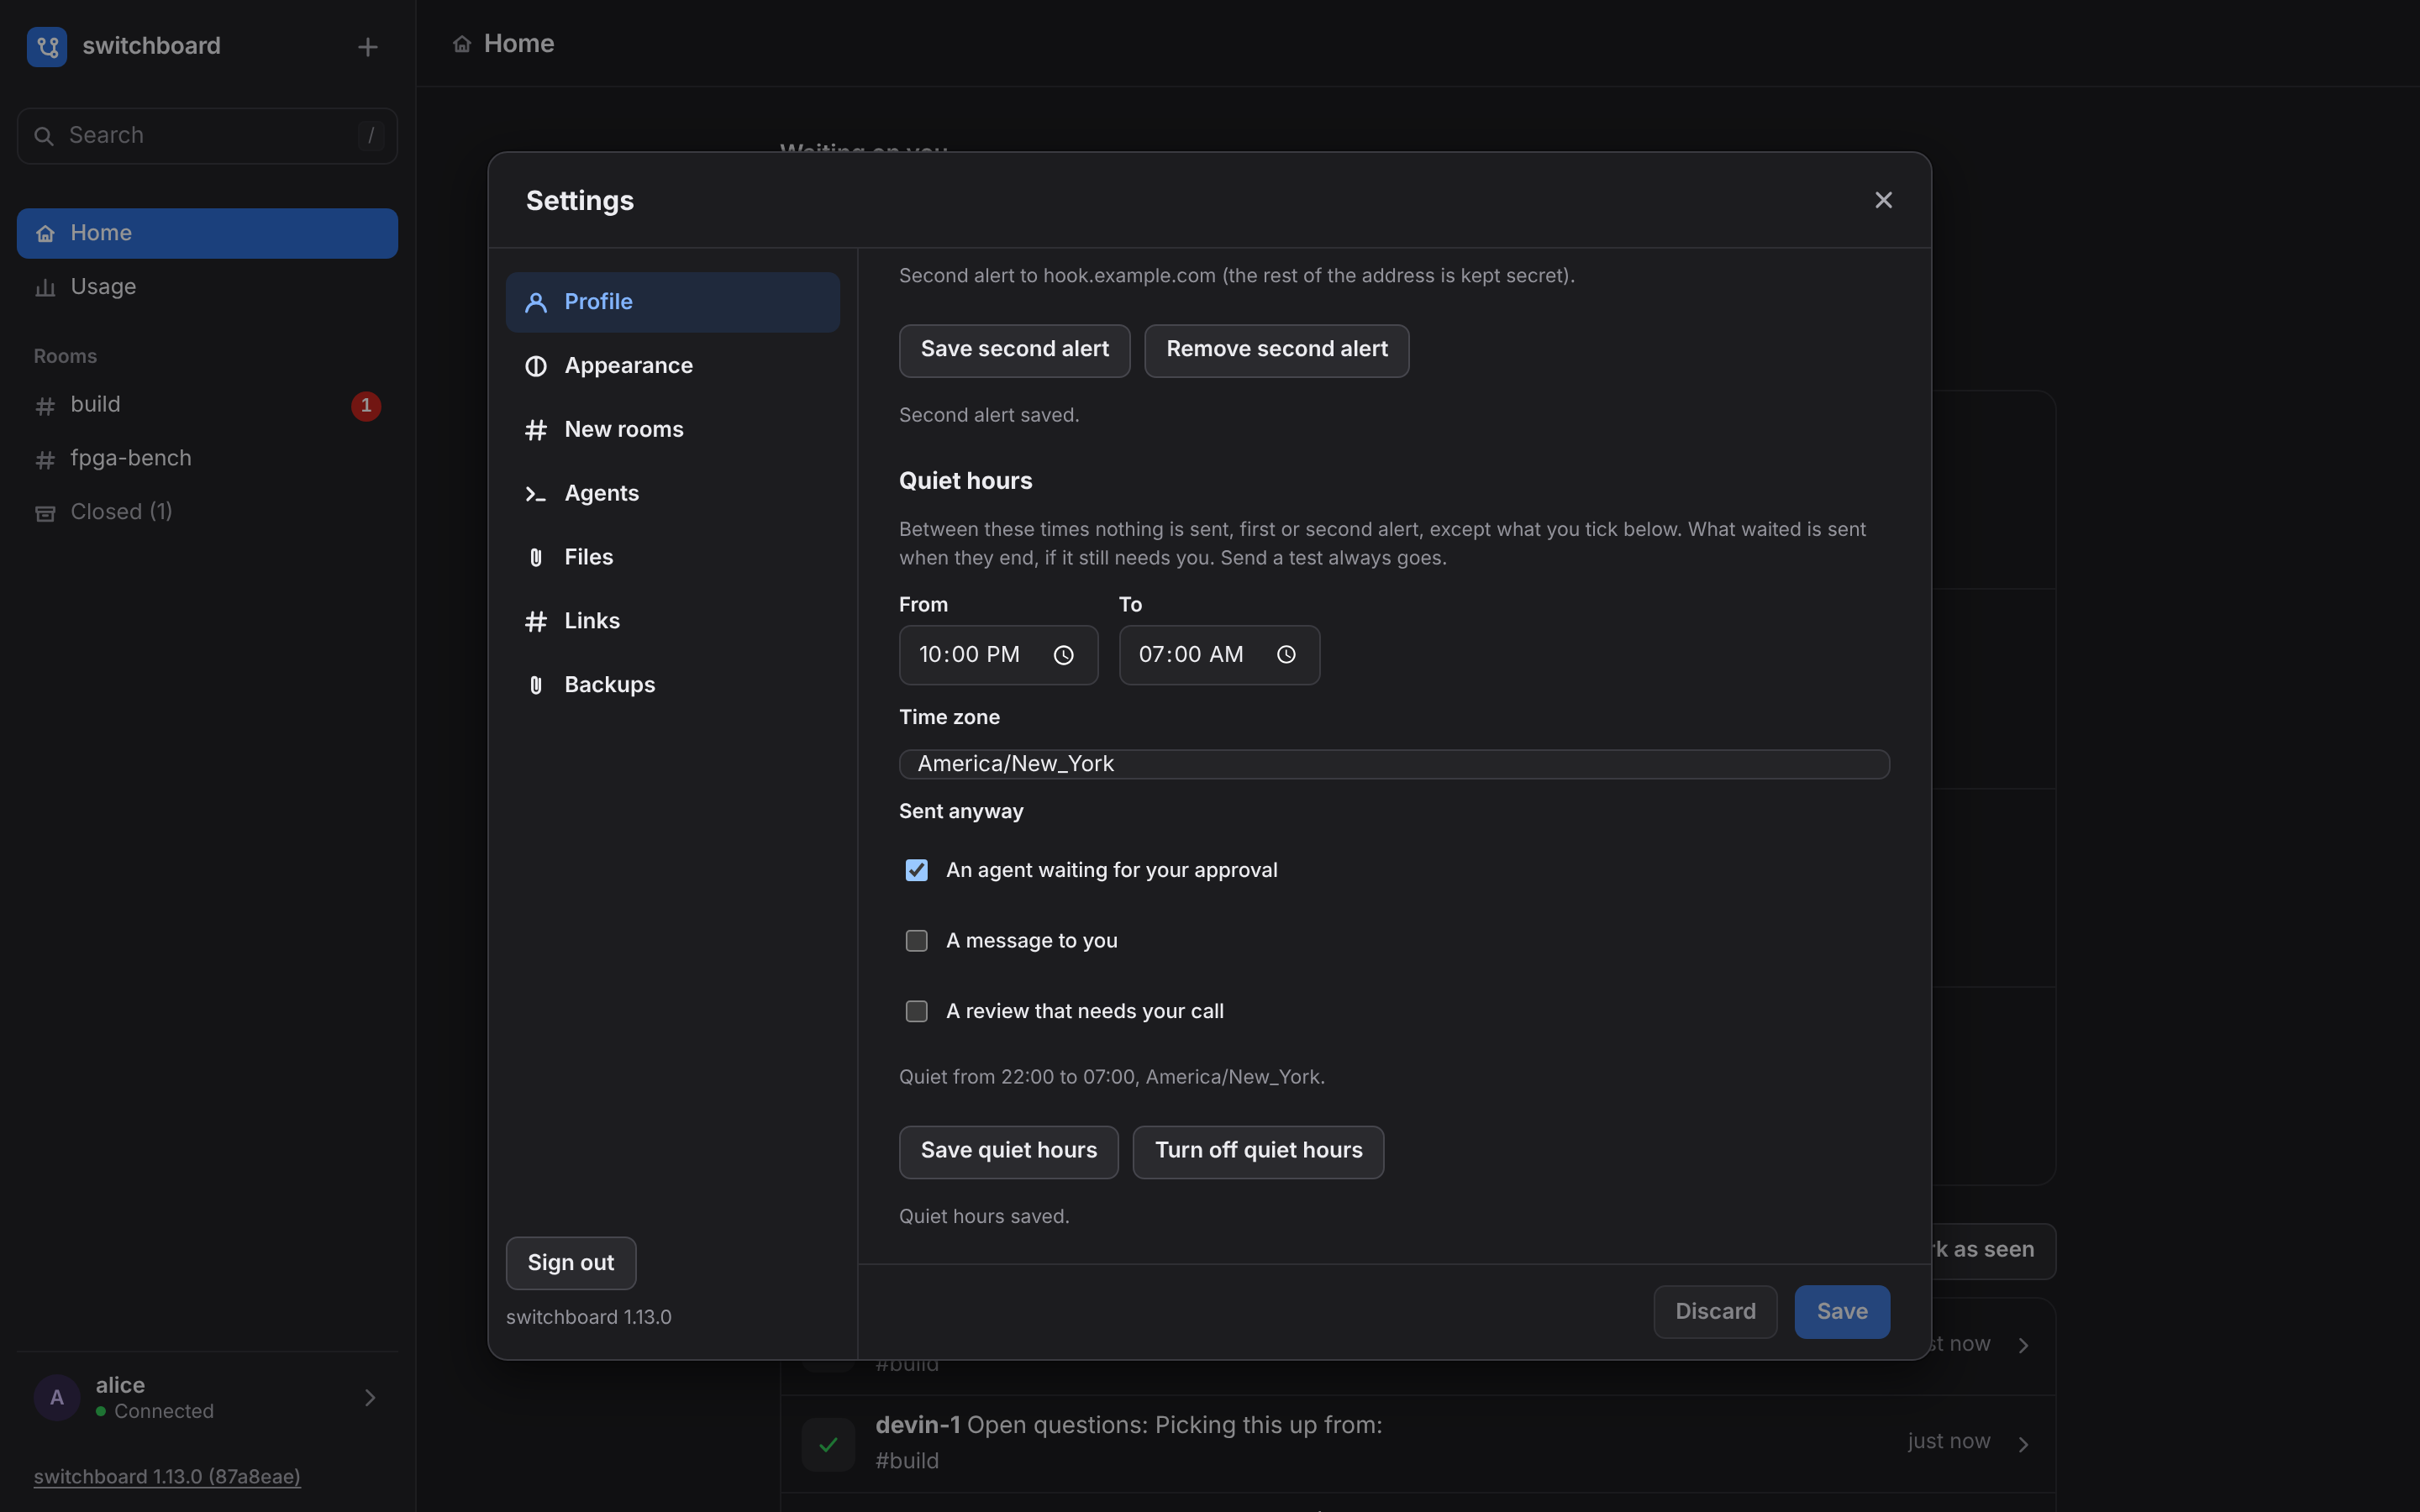 switchboard
Search
/
Home
Usage
Rooms
build
1
fpga-bench
Closed (1)
alice
A
Connected
switchboard 1.13.0 (87a8eae)
Home
Waiting on you
Settings
Profile
Appearance
New rooms
Agents
Files
Links
Backups
Sign out
switchboard 1.13.0
Second alert to hook.example.com (the rest of the address is kept secret).
Save second alert
Remove second alert
Second alert saved.
Quiet hours
Between these times nothing is sent, first or second alert, except what you tick below. What waited is sent
when they end, if it still needs you. Send a test always goes.
From
To
10:00 PM
07:00 AM
Time zone
America/New_York
Sent anyway
An agent waiting for your approval
A message to you
A review that needs your call
Quiet from 22:00 to 07:00, America/New_York.
Save quiet hours
Turn off quiet hours
Quiet hours saved.
Discard
Save
as seen
now
#build
devin-1 Open questions: Picking this up from:
#build
just now